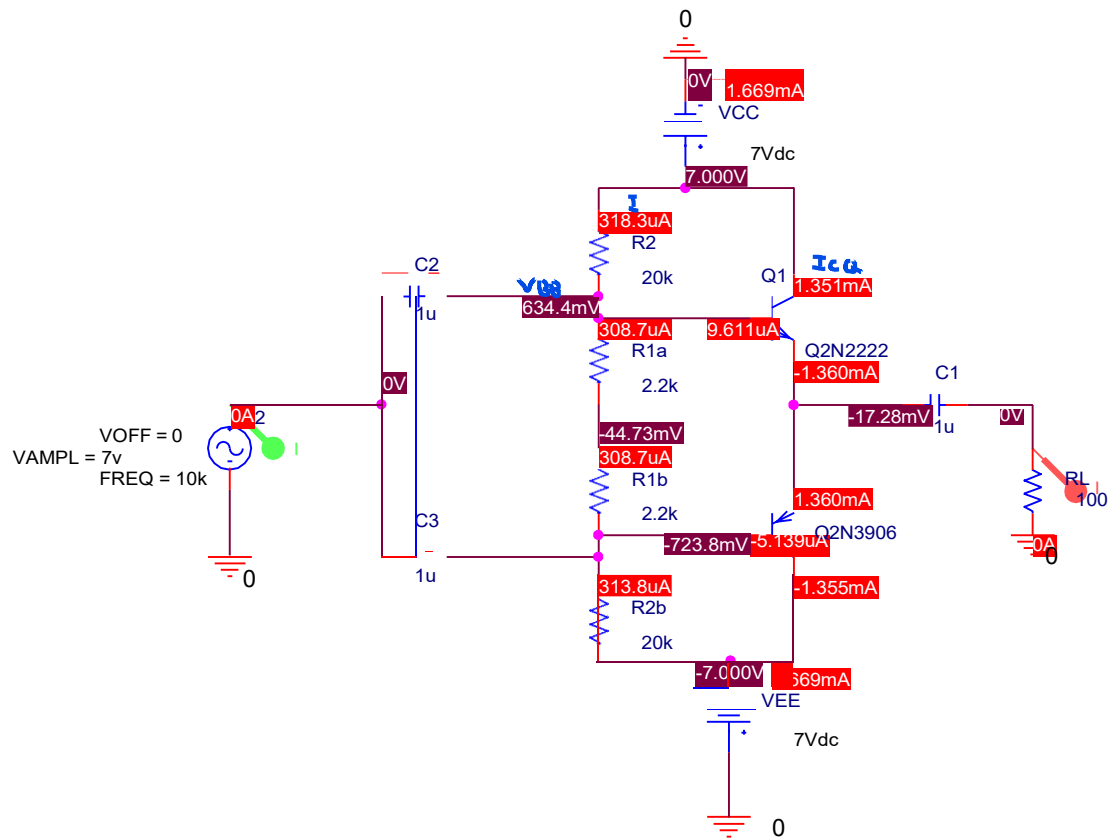 0
0V
1.669mA
VCC
7Vdc
7.000V
I
318.3uA
R2
20k
C2
1u
VBB
634.4mV
Q1
ICQ
1.351mA
308.7uA
9.611uA
R1a
2.2k
Q2N2222
-1.360mA
C1
1u
0V
0A
2
VOFF = 0
VAMPL = 7v
FREQ = 10k
-17.28mV
0V
-44.73mV
308.7uA
R1b
2.2k
1.360mA
RL
100
C3
1u
-723.8mV
-5.139uA
Q2N3906
0A
0
0
313.8uA
-1.355mA
R2b
20k
-7.000V
669mA
VEE
7Vdc
0